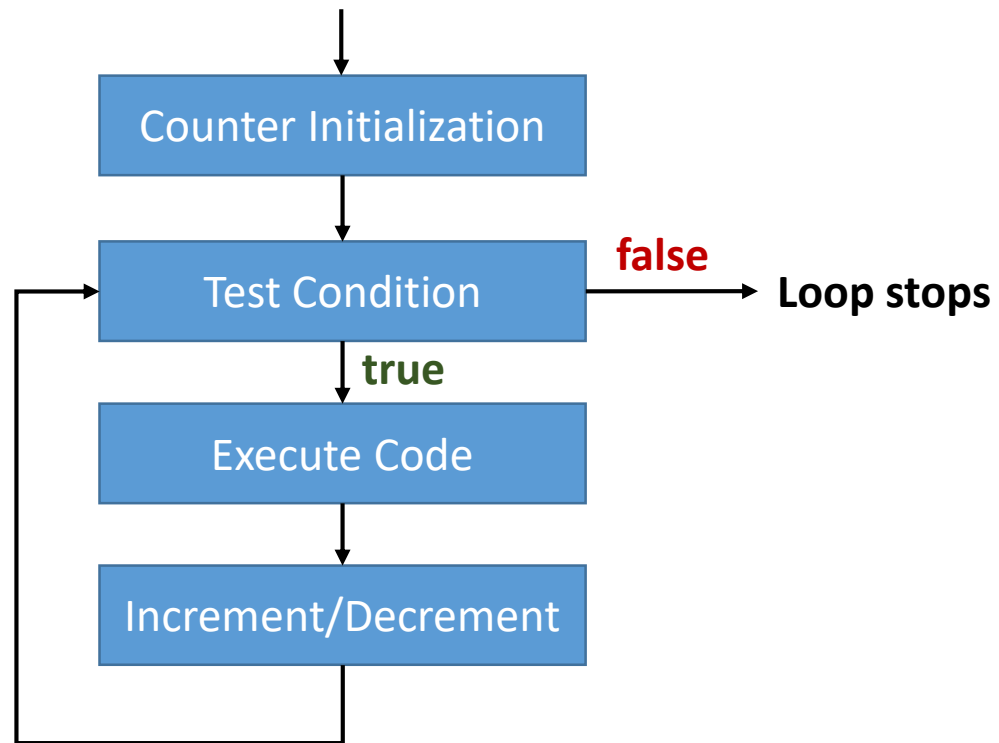 Counter Initialization
Test Condition
false
Loop stops
true
Execute Code
Increment/Decrement